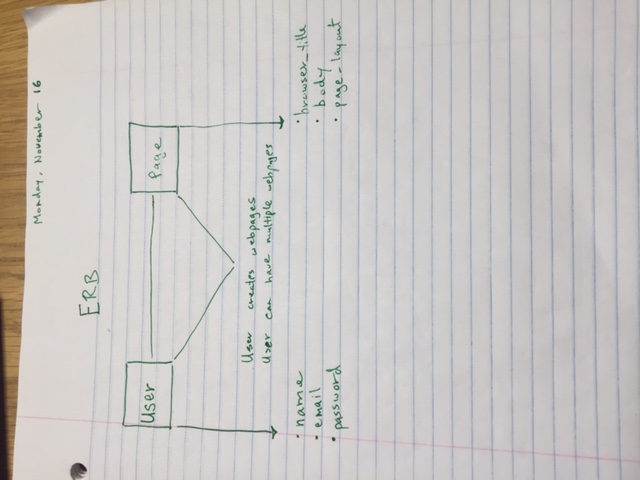 Monday, November 16
ERB
User
Page
User creates webpages
User can have multiple webpages
• name
• email
• password
• browser_title
• body
• page_layout